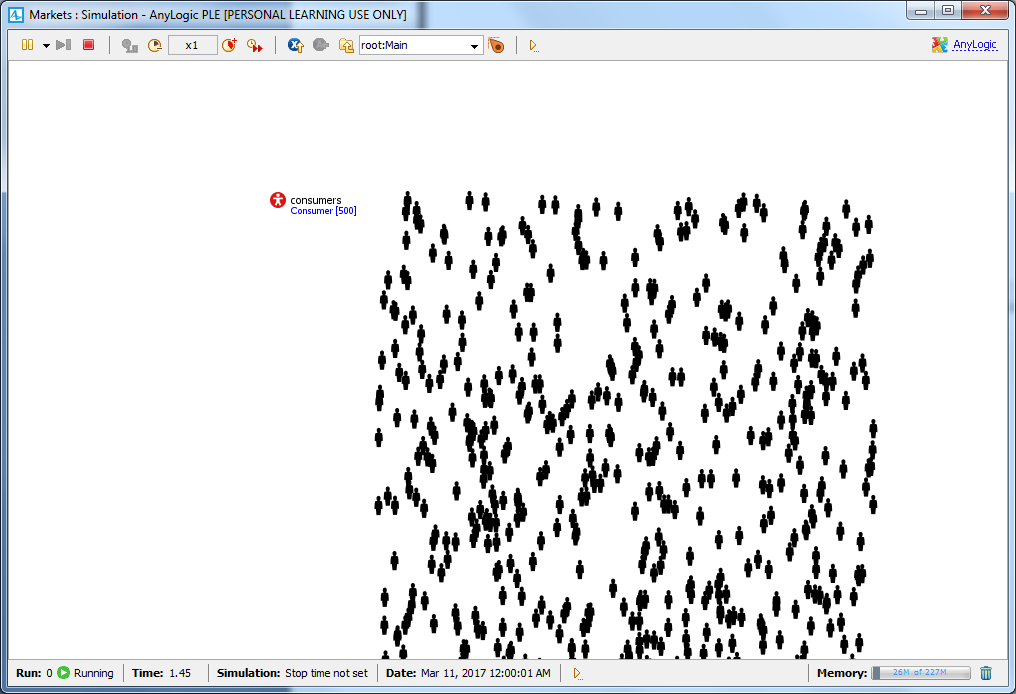 Markets : Simulation - AnyLogic PLE [PERSONAL LEARNING USE ONLY]
x1
root:Main
AnyLogic
consumers
Consumer [500]
Run: 0 Running Time: 1.45 Simulation: Stop time not set Date: Mar 11, 2017 12:00:01 AM Memory: 26M of 227M